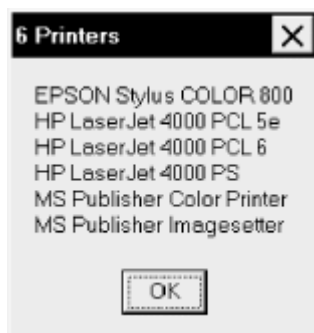 6 Printers
EPSON Stylus COLOR 800
HP LaserJet 4000 PCL 5e
HP LaserJet 4000 PCL 6
HP LaserJet 4000 PS
MS Publisher Color Printer
MS Publisher Imagesetter
OK